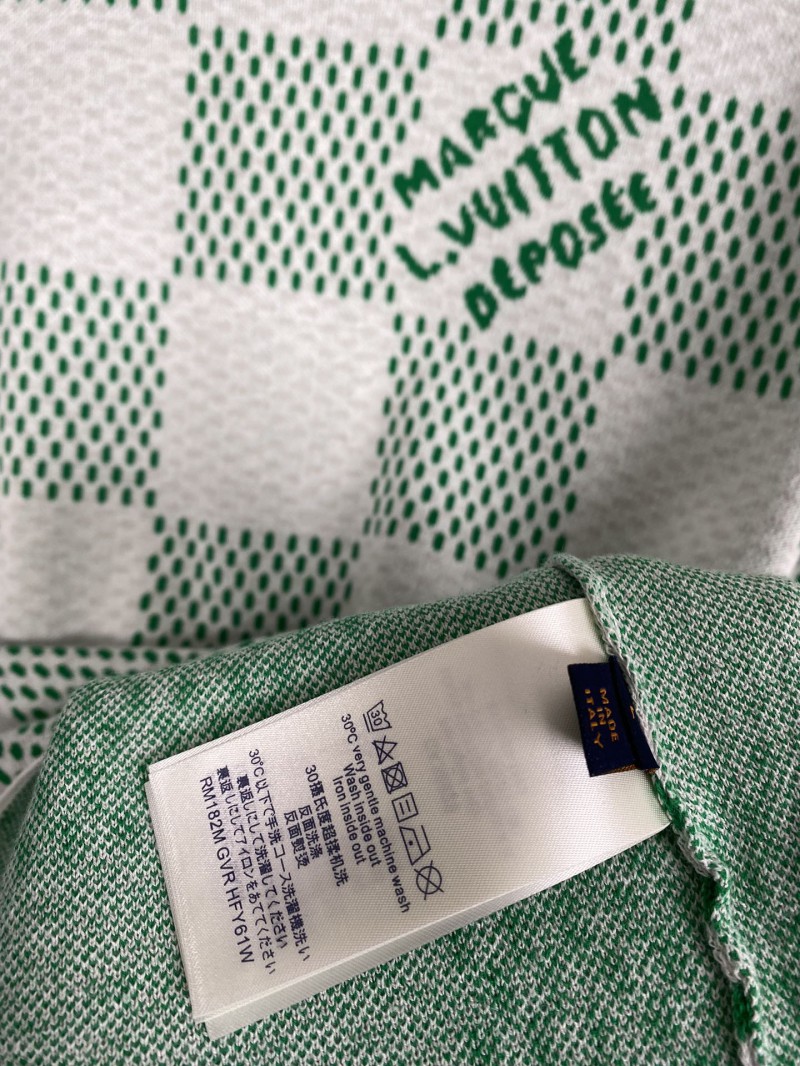 MARQUE
L.VUITTON
DÉPOSÉE
MADE
IN
ITALY
30
30°C very gentle machine wash
Wash inside out
Iron inside out
30摄氏度超柔机洗
反面洗涤
反面熨烫
30℃以下で手洗コース洗濯機洗い
裏返しにして洗濯してください
裏返しにしてアイロンをあててください
RM182M GVR HFY61W